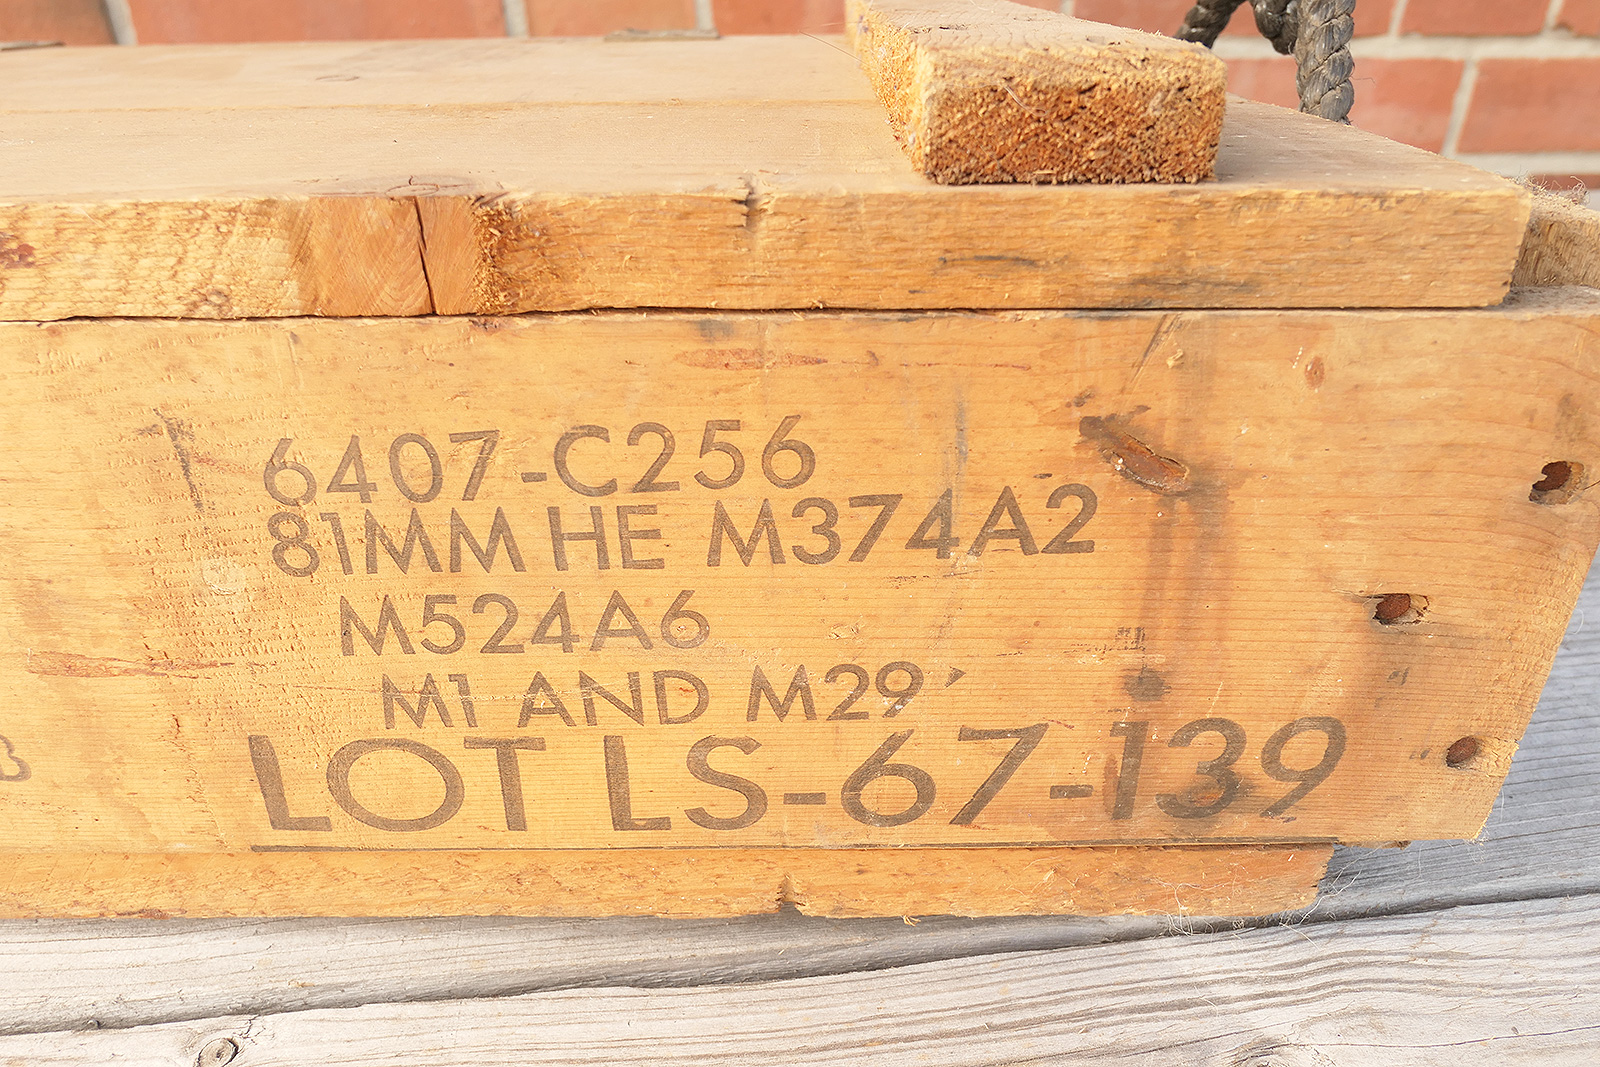 6407-C256
81MM HE M374A2
M524A6
M1 AND M29
LOT LS-67-139